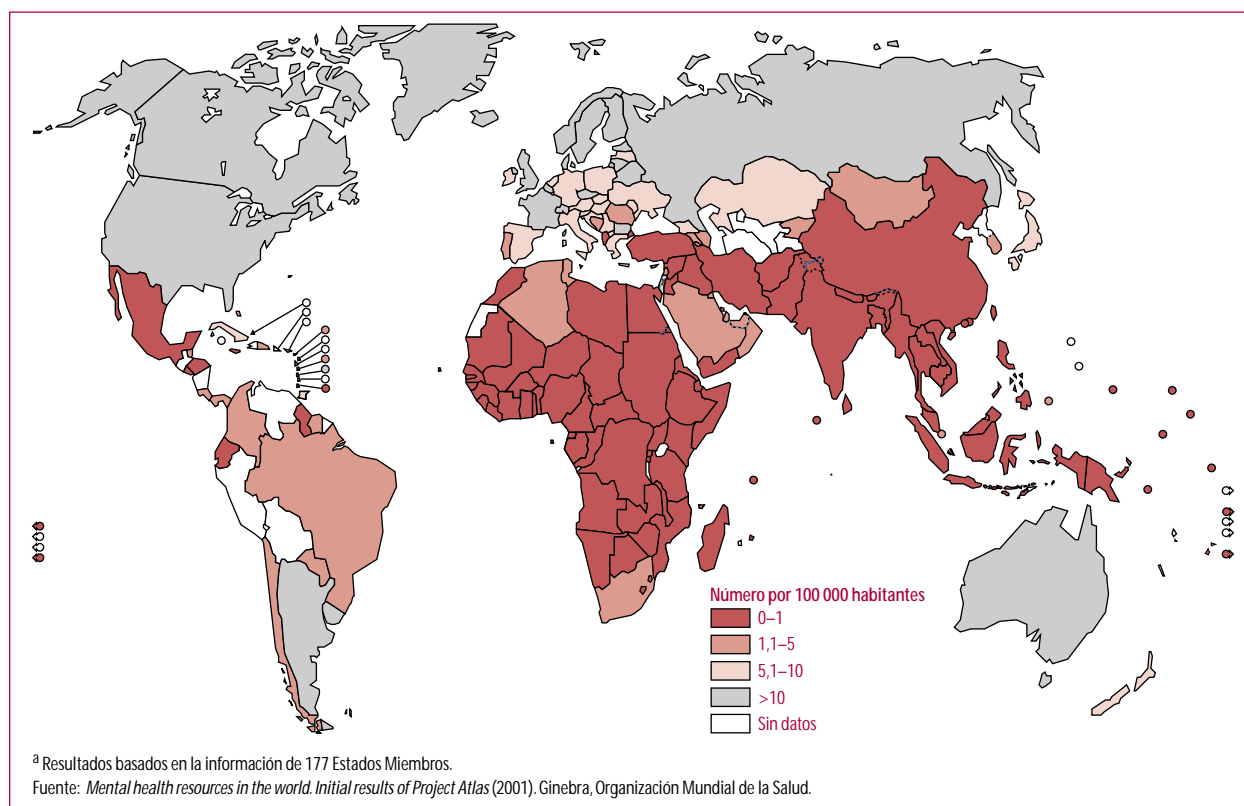 Número por 100 000 habitantes
0–1
1,1–5
5,1–10
>10
Sin datos
a Resultados basados en la información de 177 Estados Miembros.
Fuente: Mental health resources in the world. Initial results of Project Atlas (2001). Ginebra, Organización Mundial de la Salud.